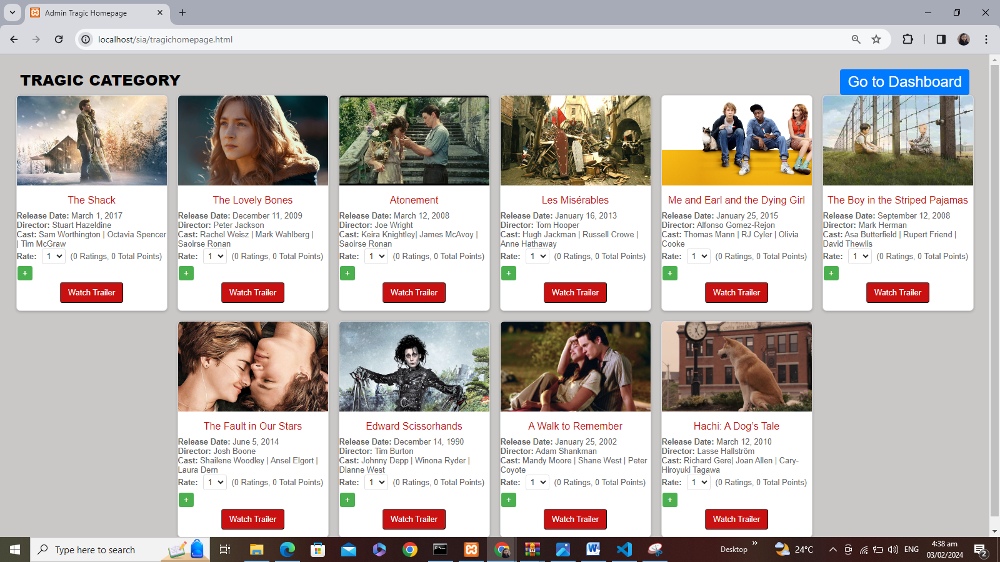 Admin Tragic Homepage
localhost/sia/tragichomepage.html
TRAGIC CATEGORY
Go to Dashboard
The Shack
Release Date: March 1, 2017
Director: Stuart Hazeldine
Cast: Sam Worthington | Octavia Spencer
| Tim McGraw
Rate: 1 (0 Ratings, 0 Total Points)
+
Watch Trailer
The Lovely Bones
Release Date: December 11, 2009
Director: Peter Jackson
Cast: Rachel Weisz | Mark Wahlberg |
Saoirse Ronan
Rate: 1 (0 Ratings, 0 Total Points)
+
Watch Trailer
Atonement
Release Date: March 12, 2008
Director: Joe Wright
Cast: Keira Knightley| James McAvoy |
Saoirse Ronan
Rate: 1 (0 Ratings, 0 Total Points)
+
Watch Trailer
Les Misérables
Release Date: January 16, 2013
Director: Tom Hooper
Cast: Hugh Jackman | Russell Crowe |
Anne Hathaway
Rate: 1 (0 Ratings, 0 Total Points)
+
Watch Trailer
Me and Earl and the Dying Girl
Release Date: January 25, 2015
Director: Alfonso Gomez-Rejon
Cast: Thomas Mann | RJ Cyler | Olivia
Cooke
Rate: 1 (0 Ratings, 0 Total Points)
+
Watch Trailer
The Boy in the Striped Pajamas
Release Date: September 12, 2008
Director: Mark Herman
Cast: Asa Butterfield | Rupert Friend |
David Thewlis
Rate: 1 (0 Ratings, 0 Total Points)
+
Watch Trailer
The Fault in Our Stars
Release Date: June 5, 2014
Director: Josh Boone
Cast: Shailene Woodley | Ansel Elgort |
Laura Dern
Rate: 1 (0 Ratings, 0 Total Points)
+
Watch Trailer
Edward Scissorhands
Release Date: December 14, 1990
Director: Tim Burton
Cast: Johnny Depp | Winona Ryder |
Dianne West
Rate: 1 (0 Ratings, 0 Total Points)
+
Watch Trailer
A Walk to Remember
Release Date: January 25, 2002
Director: Adam Shankman
Cast: Mandy Moore | Shane West | Peter
Coyote
Rate: 1 (0 Ratings, 0 Total Points)
+
Watch Trailer
Hachi: A Dog’s Tale
Release Date: March 12, 2010
Director: Lasse Hallström
Cast: Richard Gere| Joan Allen | Cary-
Hiroyuki Tagawa
Rate: 1 (0 Ratings, 0 Total Points)
+
Watch Trailer
Type here to search
Desktop
24°C
ENG
4:38 am
03/02/2024
2